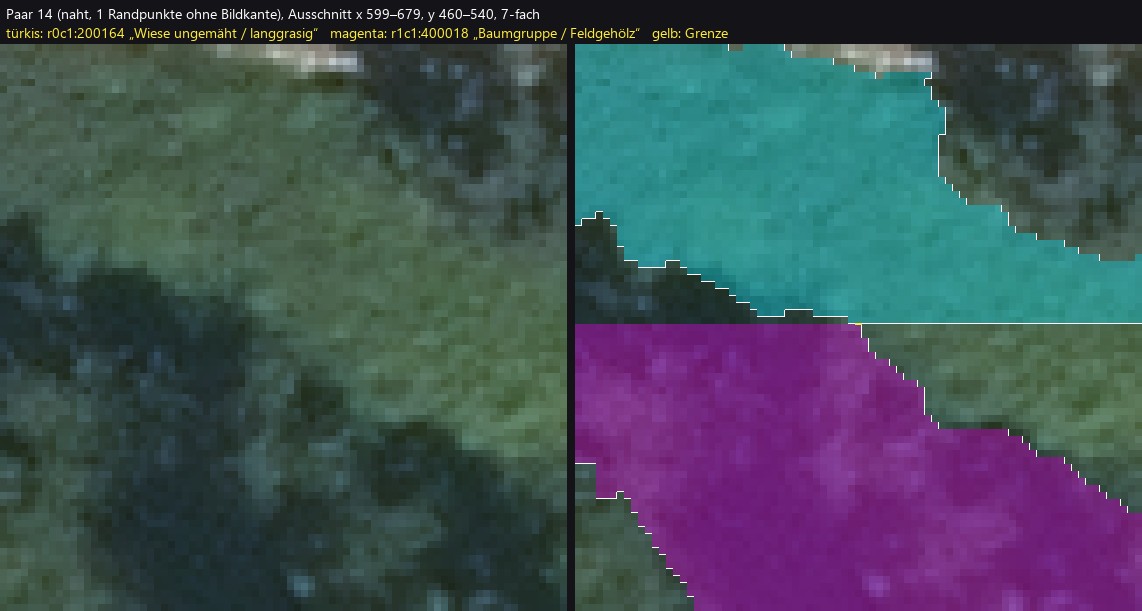 Paar 14 (naht, 1 Randpunkte ohne Bildkante), Ausschnitt x 599–679, y 460–540, 7-fach
türkis: r0c1:200164 „Wiese ungemäht / langgrasig“ magenta: r1c1:400018 „Baumgruppe / Feldgehölz“ gelb: Grenze